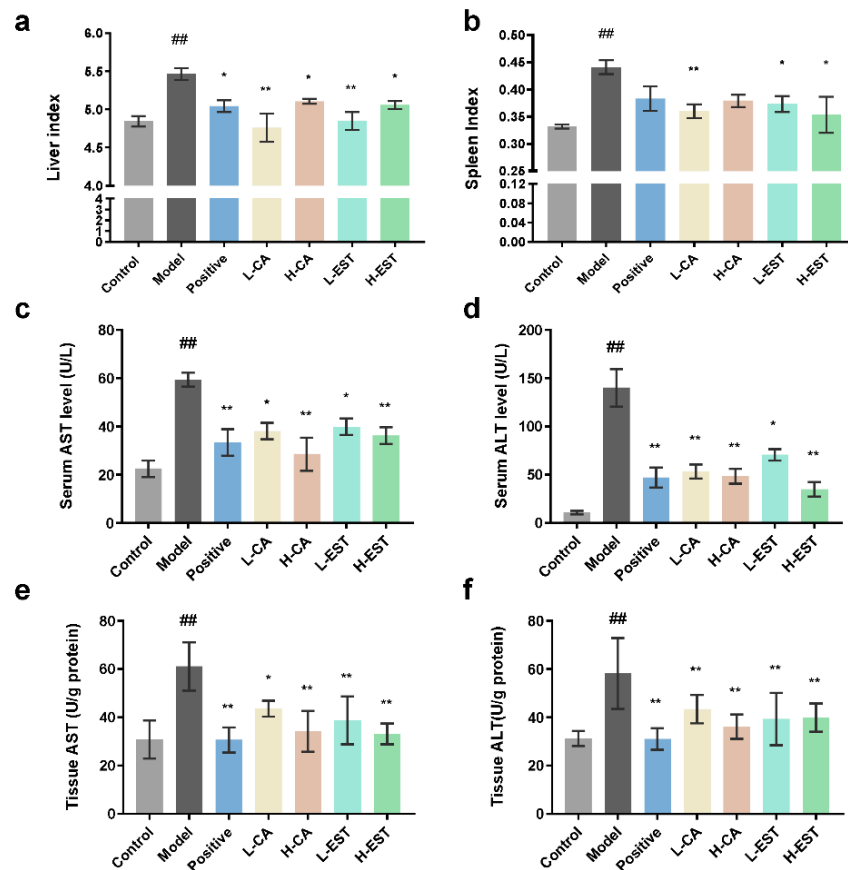 a
Liver index
6.0
5.5
5.0
4.5
4.0
4
3
2
1
0
##
*
**
*
**
*
Control
Model
Positive
L-CA
H-CA
L-EST
H-EST
b
Spleen Index
0.50
0.45
0.40
0.35
0.30
0.25
0.12
0.08
0.04
0.00
##
**
*
*
Control
Model
Positive
L-CA
H-CA
L-EST
H-EST
c
Serum AST level (U/L)
80
60
40
20
0
##
**
*
**
*
**
Control
Model
Positive
L-CA
H-CA
L-EST
H-EST
d
Serum ALT level (U/L)
200
150
100
50
0
##
**
**
**
*
**
Control
Model
Positive
L-CA
H-CA
L-EST
H-EST
e
Tissue AST (U/g protein)
80
60
40
20
0
##
**
*
**
**
**
Control
Model
Positive
L-CA
H-CA
L-EST
H-EST
f
Tissue ALT(U/g protein)
80
60
40
20
0
##
**
**
**
**
**
Control
Model
Positive
L-CA
H-CA
L-EST
H-EST